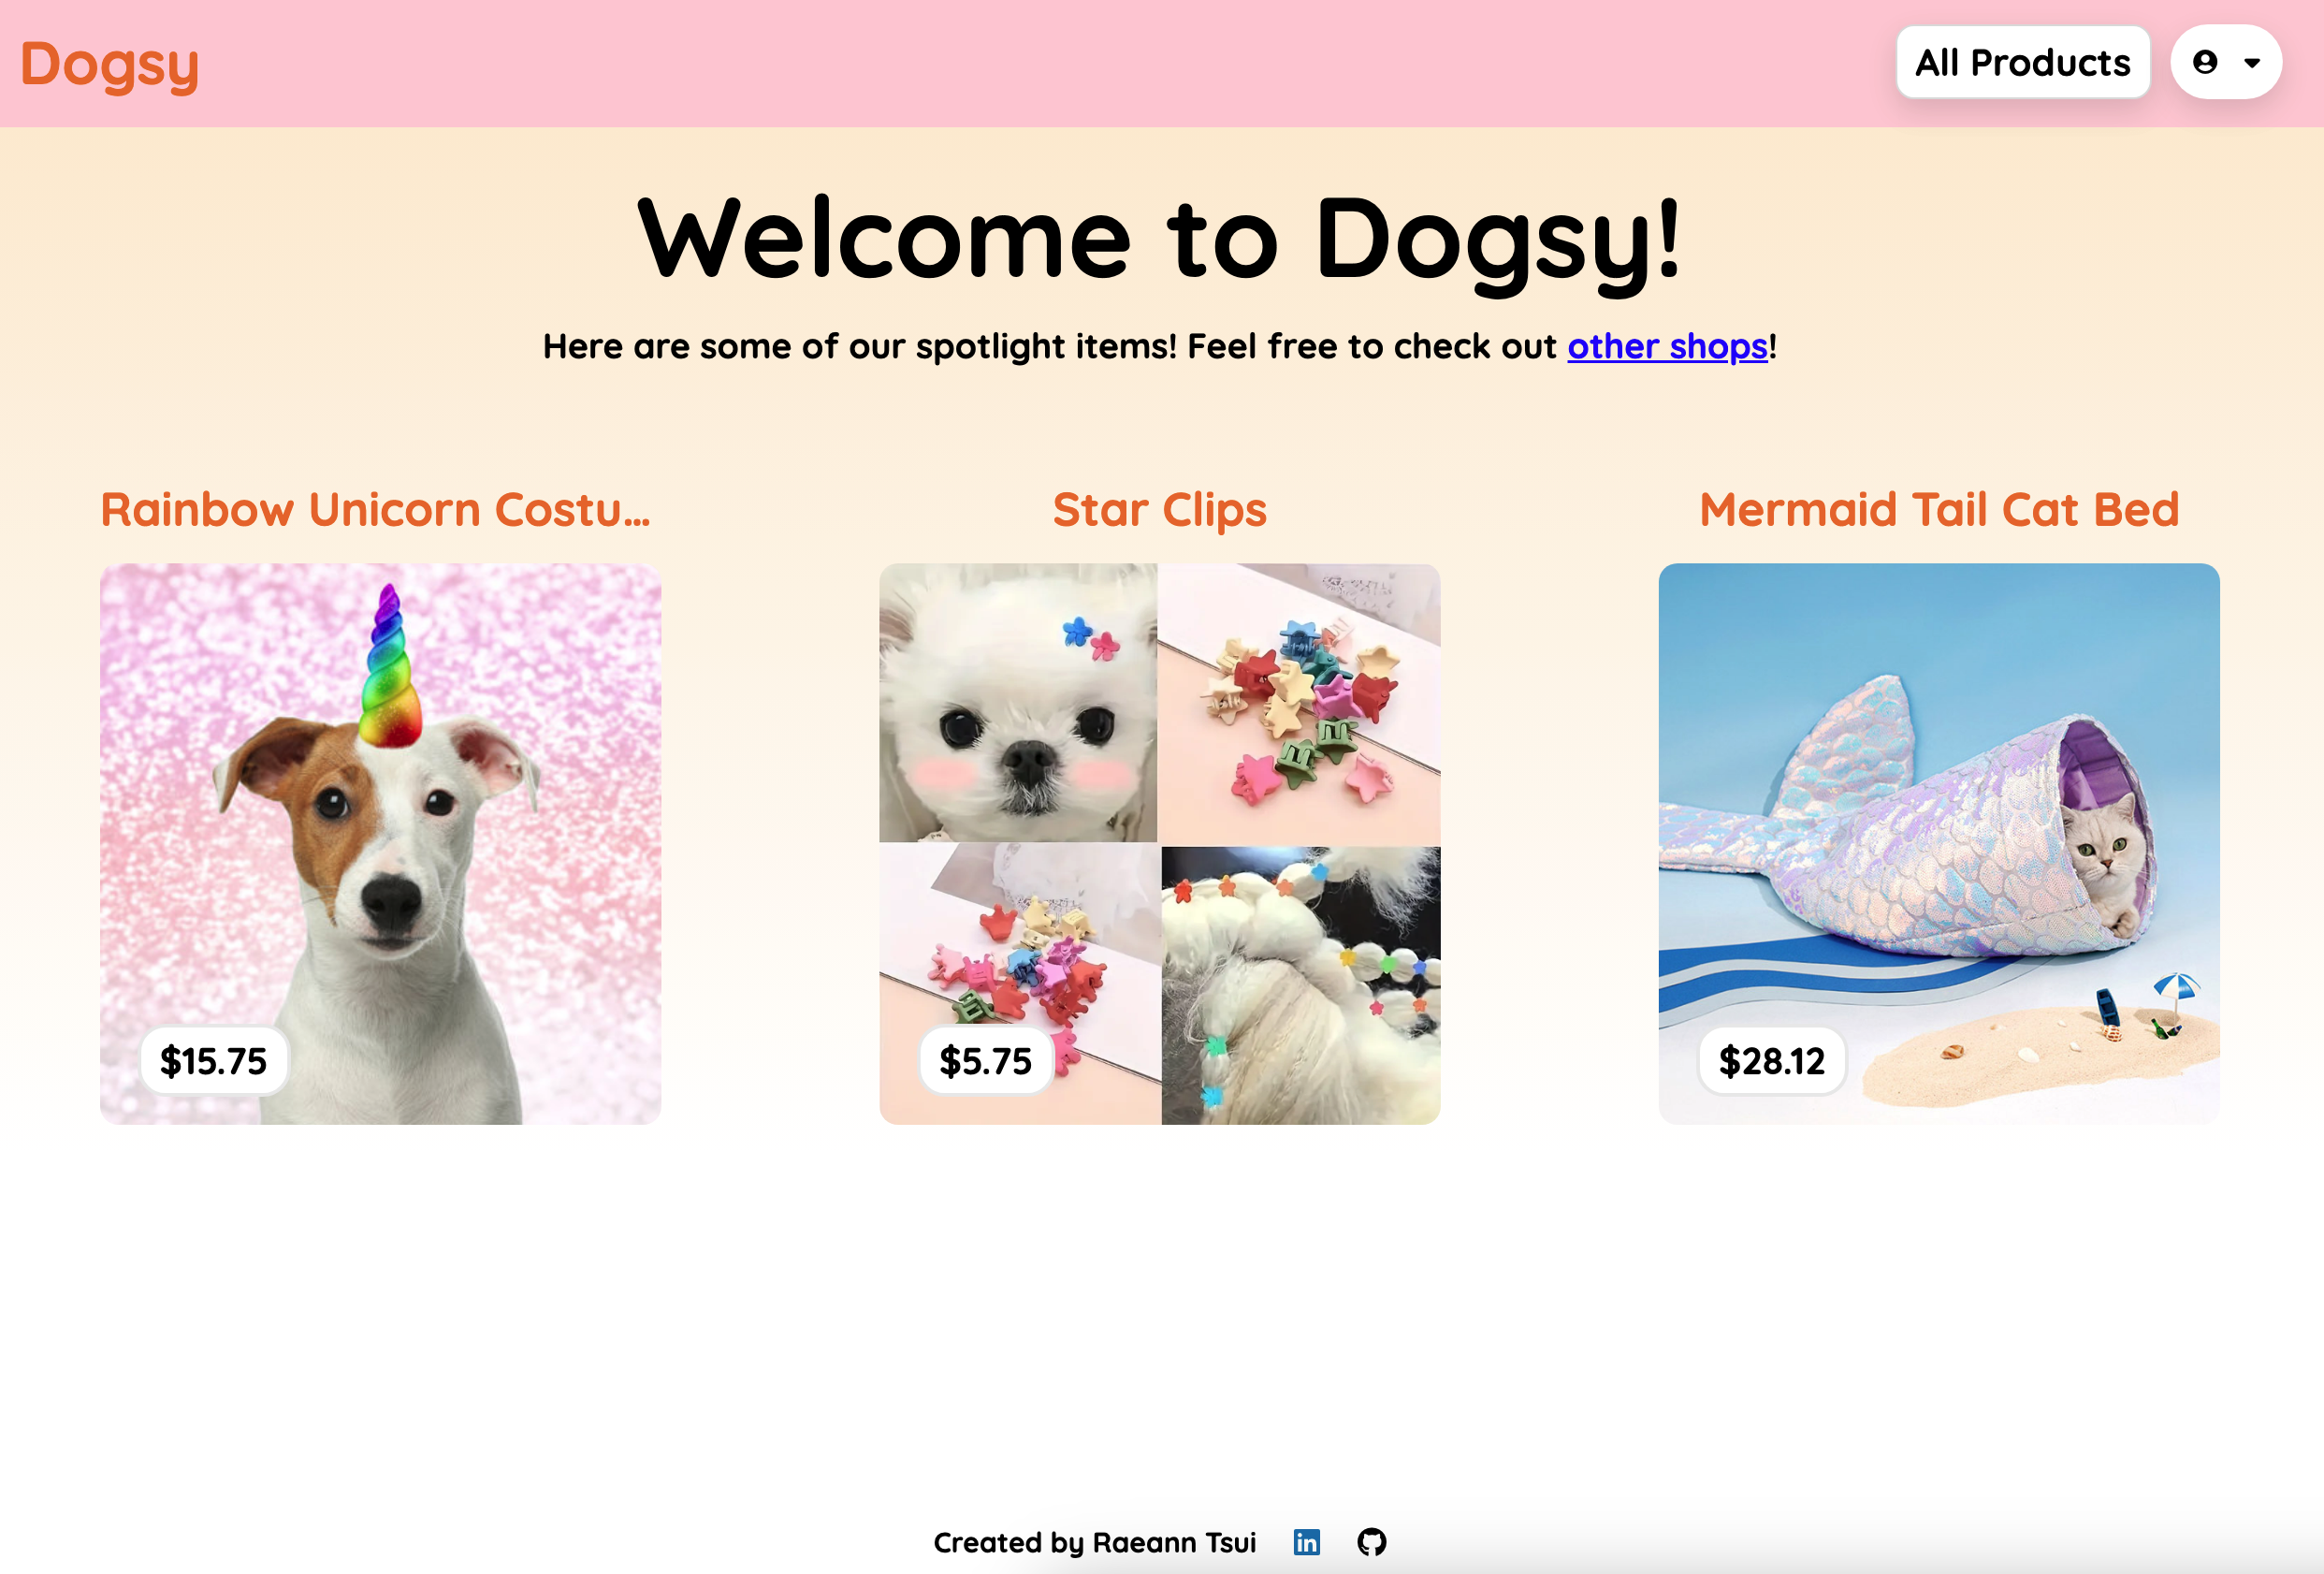 Dogsy
All Products
Welcome to Dogsy!
Here are some of our spotlight items! Feel free to check out other shops!
Rainbow Unicorn Costu...
Star Clips
Mermaid Tail Cat Bed
$15.75
$5.75
$28.12
Created by Raeann Tsui
in